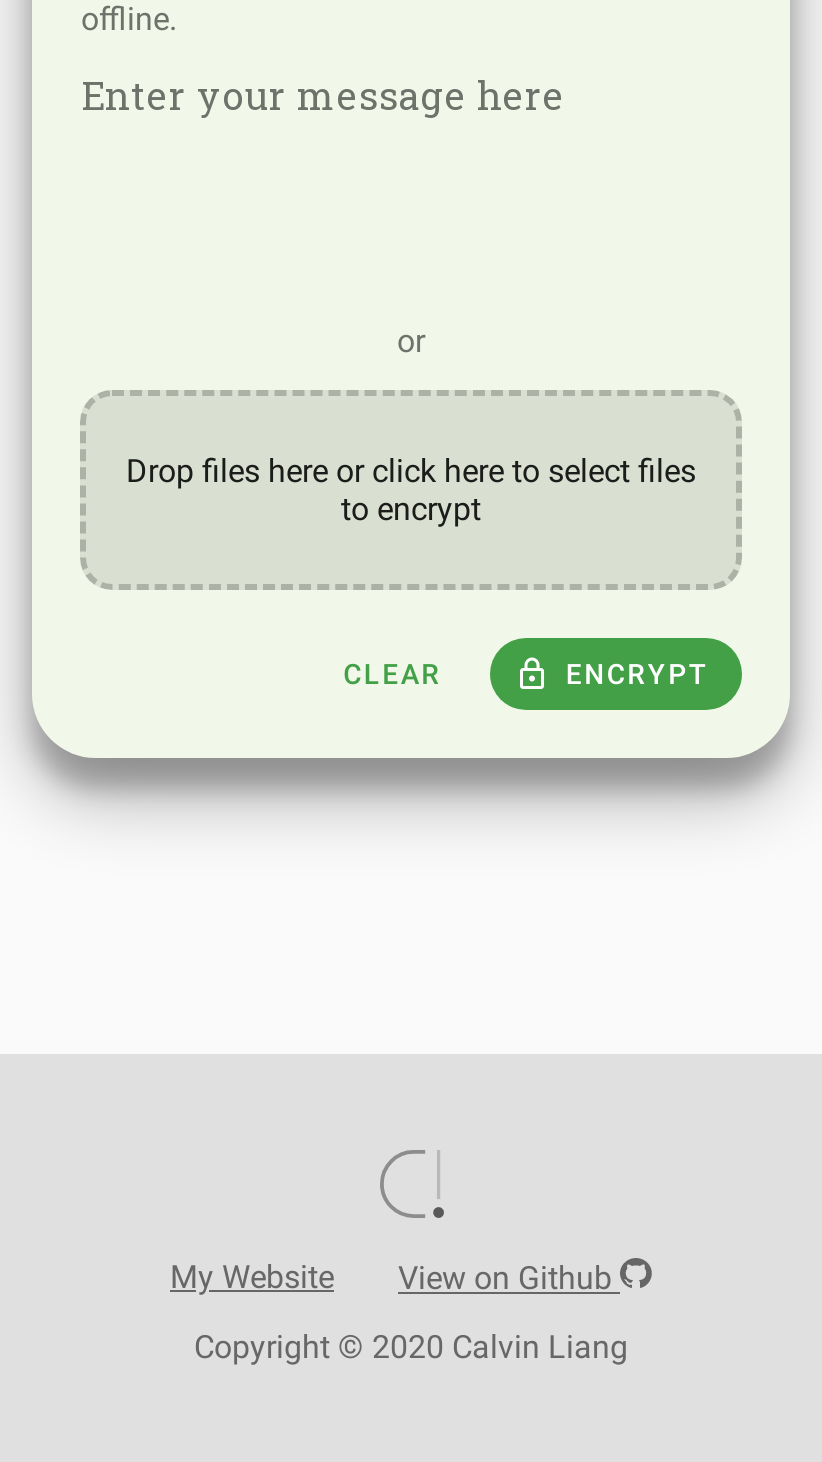 offline.
Enter your message here
or
Drop files here or click here to select files
to encrypt
CLEAR ENCRYPT
C!
My Website View on Github
Copyright © 2020 Calvin Liang